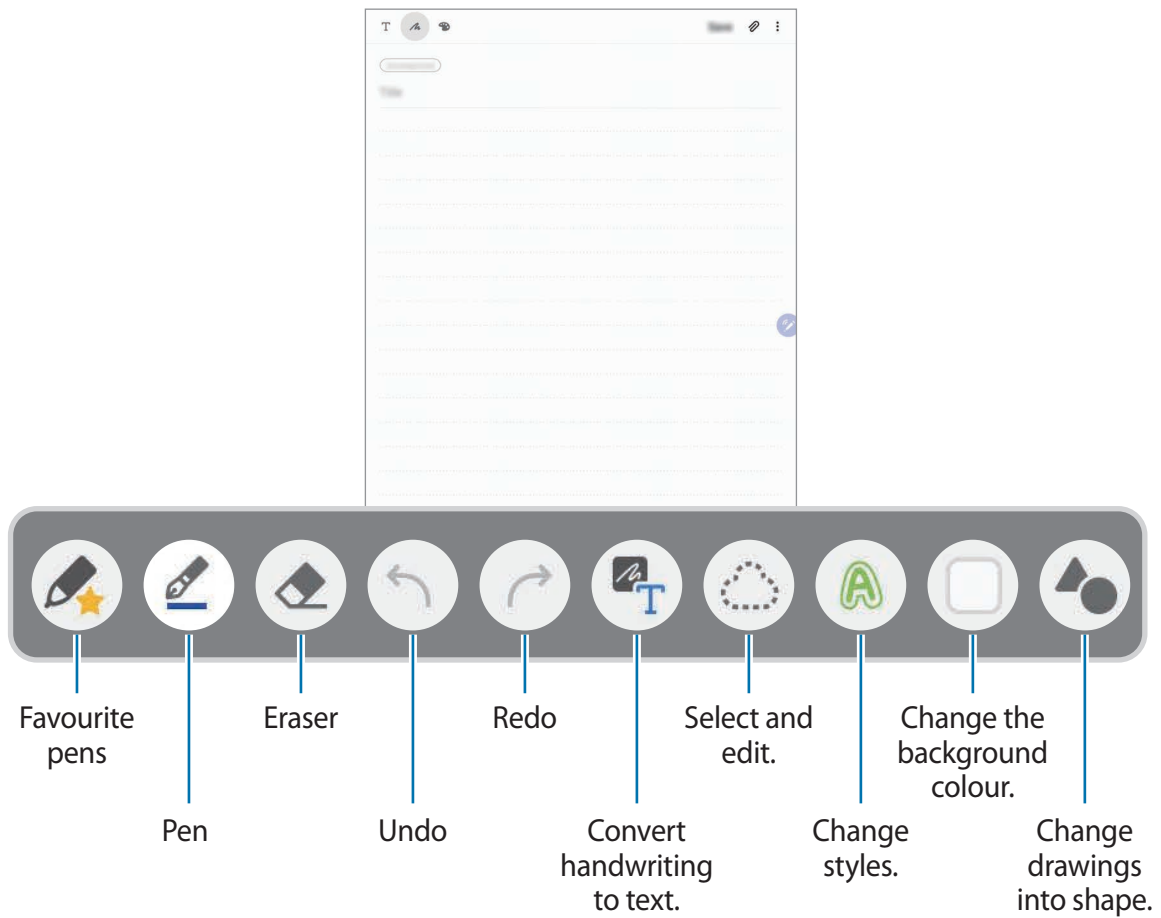 T
Save
Title
T
A
Favourite
pens
Eraser
Redo
Select and
edit.
Change the
background
colour.
Pen
Undo
Convert
handwriting
to text.
Change
styles.
Change
drawings
into shape.